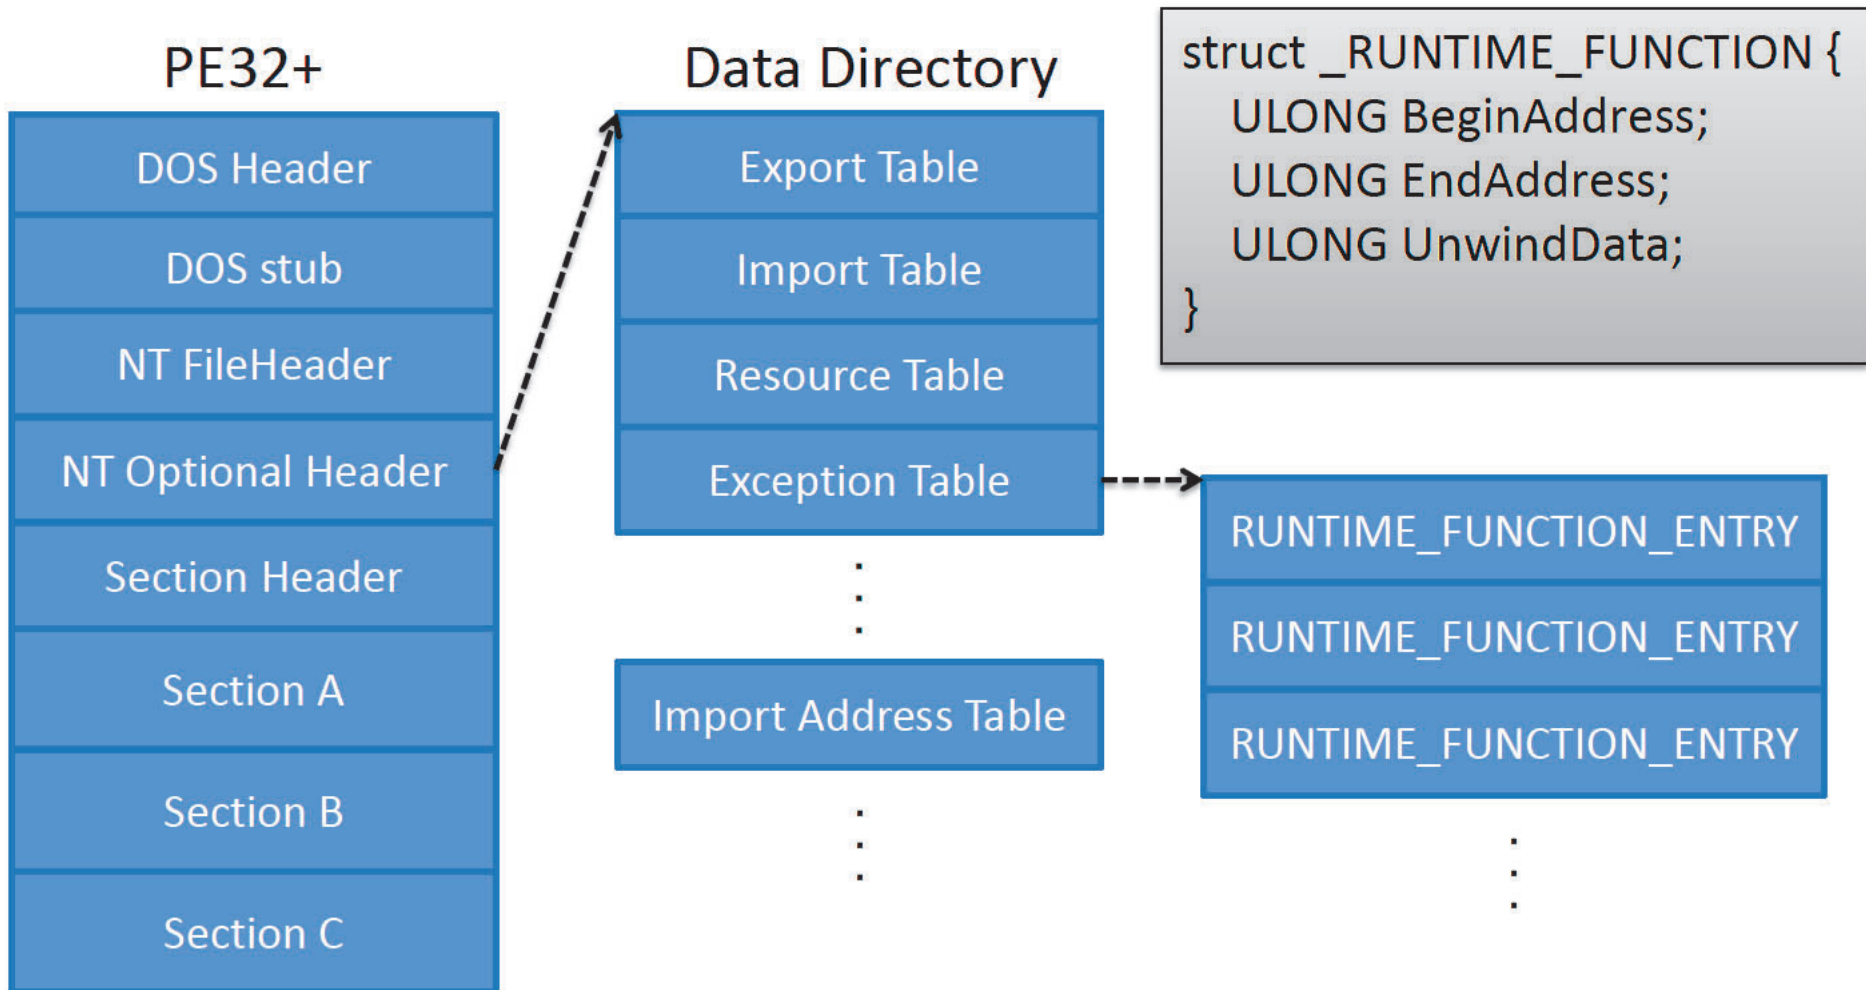 PE32+
DOS Header
DOS stub
NT FileHeader
NT Optional Header
Section Header
Section A
Section B
Section C
Data Directory
Export Table
Import Table
Resource Table
Exception Table
Import Address Table
struct _RUNTIME_FUNCTION {
ULONG BeginAddress;
ULONG EndAddress;
ULONG UnwindData;
}
RUNTIME_FUNCTION_ENTRY
RUNTIME_FUNCTION_ENTRY
RUNTIME_FUNCTION_ENTRY